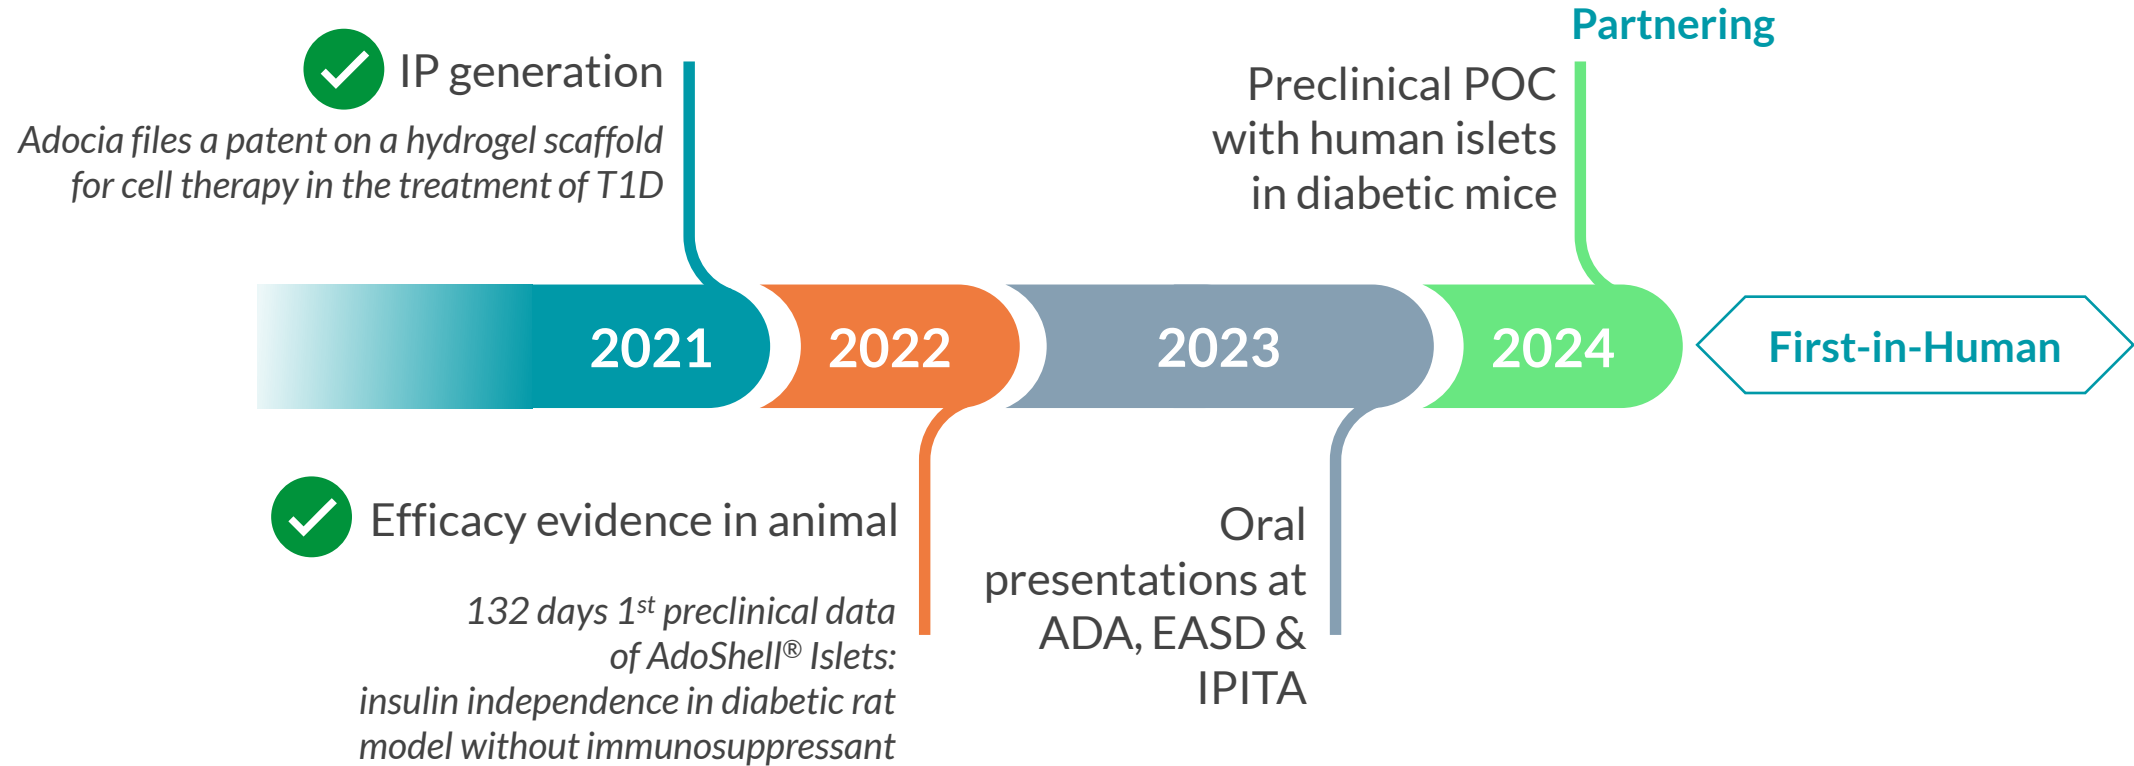 IP generation
Adocia files a patent on a hydrogel scaffold
for cell therapy in the treatment of T1D
Partnering
Preclinical POC
with human islets
in diabetic mice
2021
2022
2023
2024
First-in-Human
Efficacy evidence in animal
132 days 1st preclinical data
of AdoShell® Islets:
insulin independence in diabetic rat
model without immunosuppressant
Oral
presentations at
ADA, EASD &
IPITA